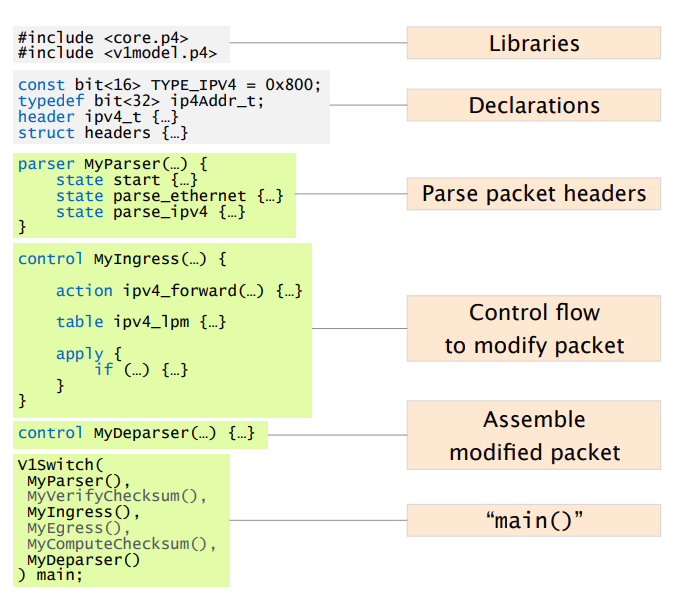 #include <core.p4>
#include <v1model.p4>
Libraries
const bit<16> TYPE_IPV4 = 0x800;
typedef bit<32> ip4Addr_t;
header ipv4_t {…}
struct headers {…}
Declarations
parser MyParser(…) {
    state start {…}
    state parse_ethernet {…}
    state parse_ipv4 {…}
}
Parse packet headers
control MyIngress(…) {
    action ipv4_forward(…) {…}
    table ipv4_lpm {…}
    apply {
        if (…) {…}
    }
}
Control flow
to modify packet
control MyDeparser(…) {…}
Assemble
modified packet
V1Switch(
 MyParser(),
 MyVerifyChecksum(),
 MyIngress(),
 MyEgress(),
 MyComputeChecksum(),
 MyDeparser()
) main;
“main()”